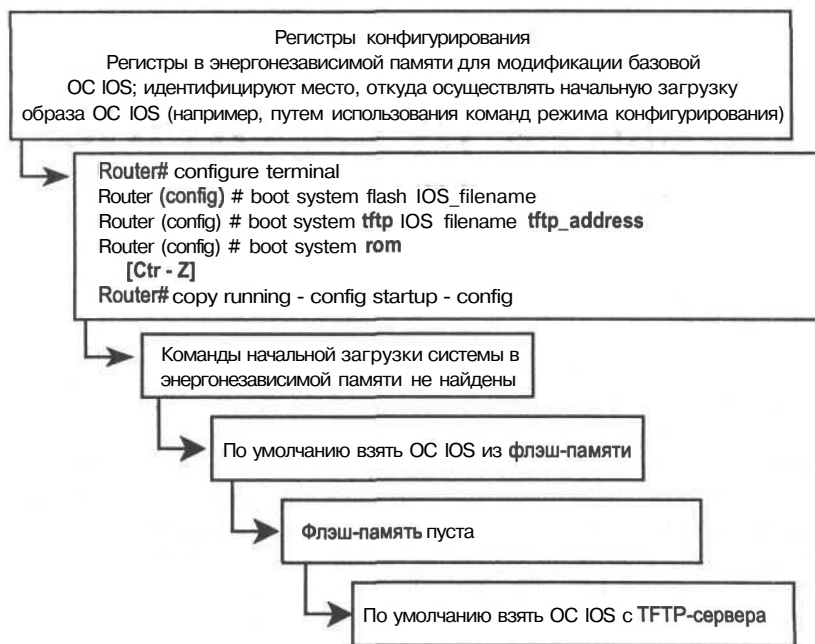 Регистры конфигурирования
Регистры в энергонезависимой памяти для модификации базовой
ОС IOS; идентифицируют место, откуда осуществлять начальную загрузку
образа ОС IOS (например, путем использования команд режима конфигурирования)
Router# configure terminal
Router (config) # boot system flash IOS_filename
Router (config) # boot system tftp IOS filename tftp_address
Router (config) # boot system rom
[Ctr - Z]
Router# copy running - config startup - config
Команды начальной загрузки системы в
энергонезависимой памяти не найдены
По умолчанию взять ОС IOS из флэш-памяти
Флэш-память пуста
По умолчанию взять ОС IOS с TFTP-сервера